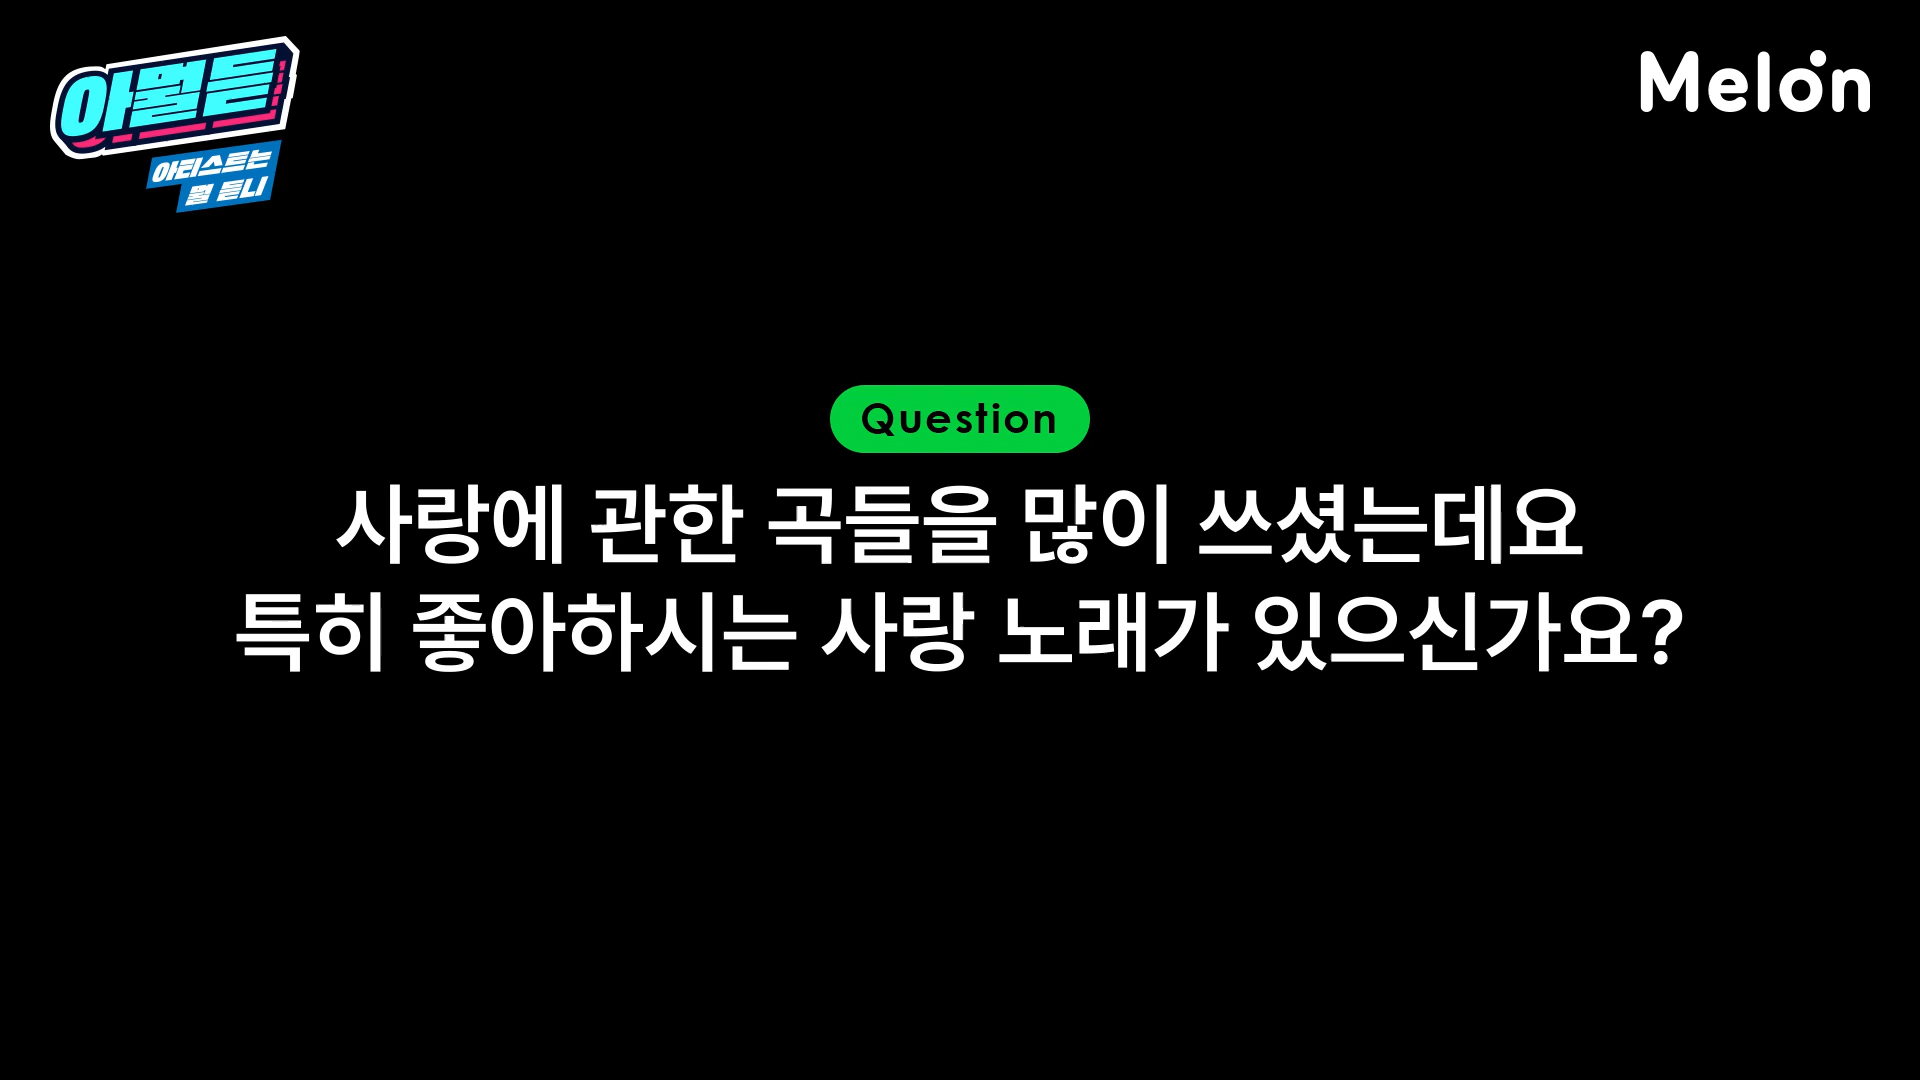 아뭘듣
아티스트는
뭘 듣니
Melon
Question
사랑에 관한 곡들을 많이 쓰셨는데요
특히 좋아하시는 사랑 노래가 있으신가요?